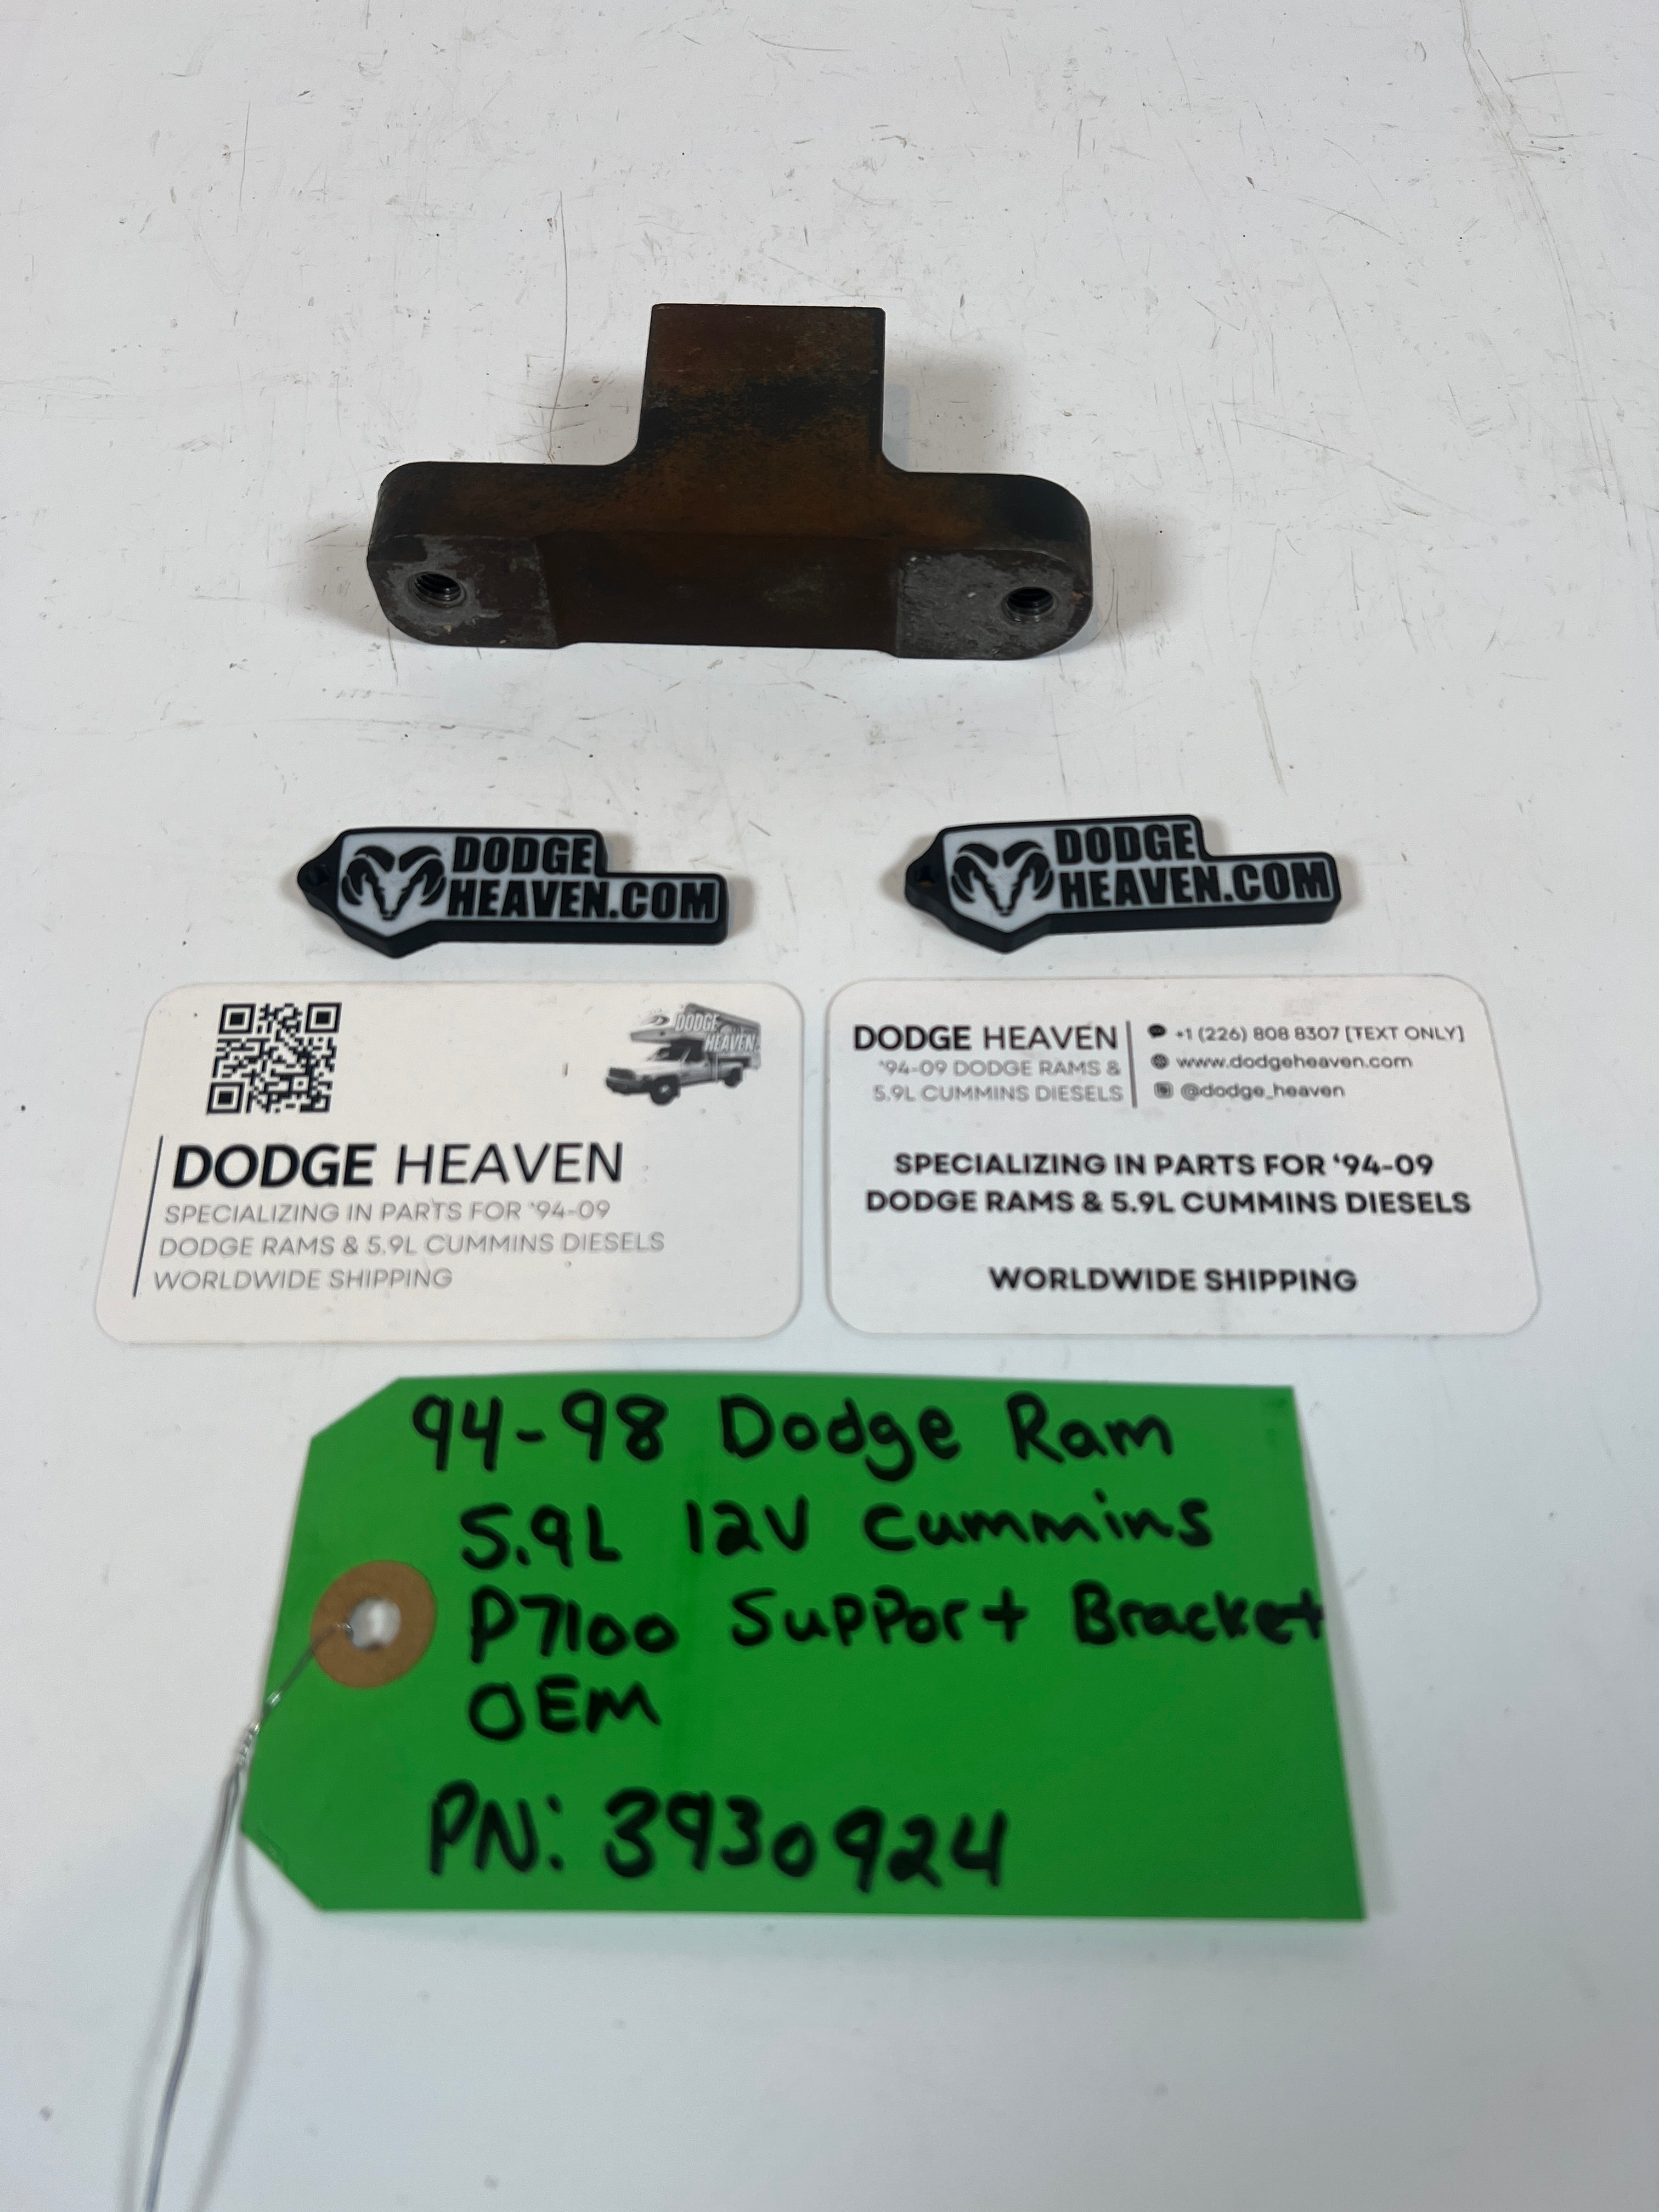 DODGE
HEAVEN.COM
DODGE
HEAVEN.COM
DODGE
HEAVEN
DODGE HEAVEN
SPECIALIZING IN PARTS FOR '94-09
DODGE RAMS & 5.9L CUMMINS DIESELS
WORLDWIDE SHIPPING
DODGE HEAVEN
'94-09 DODGE RAMS &
5.9L CUMMINS DIESELS
+1 (226) 808 8307 [TEXT ONLY]
www.dodgeheaven.com
@dodge_heaven
SPECIALIZING IN PARTS FOR '94-09
DODGE RAMS & 5.9L CUMMINS DIESELS
WORLDWIDE SHIPPING
94-98 Dodge Ram
5.9L 12V Cummins
P7100 Support Bracket
OEM
PN: 3930924